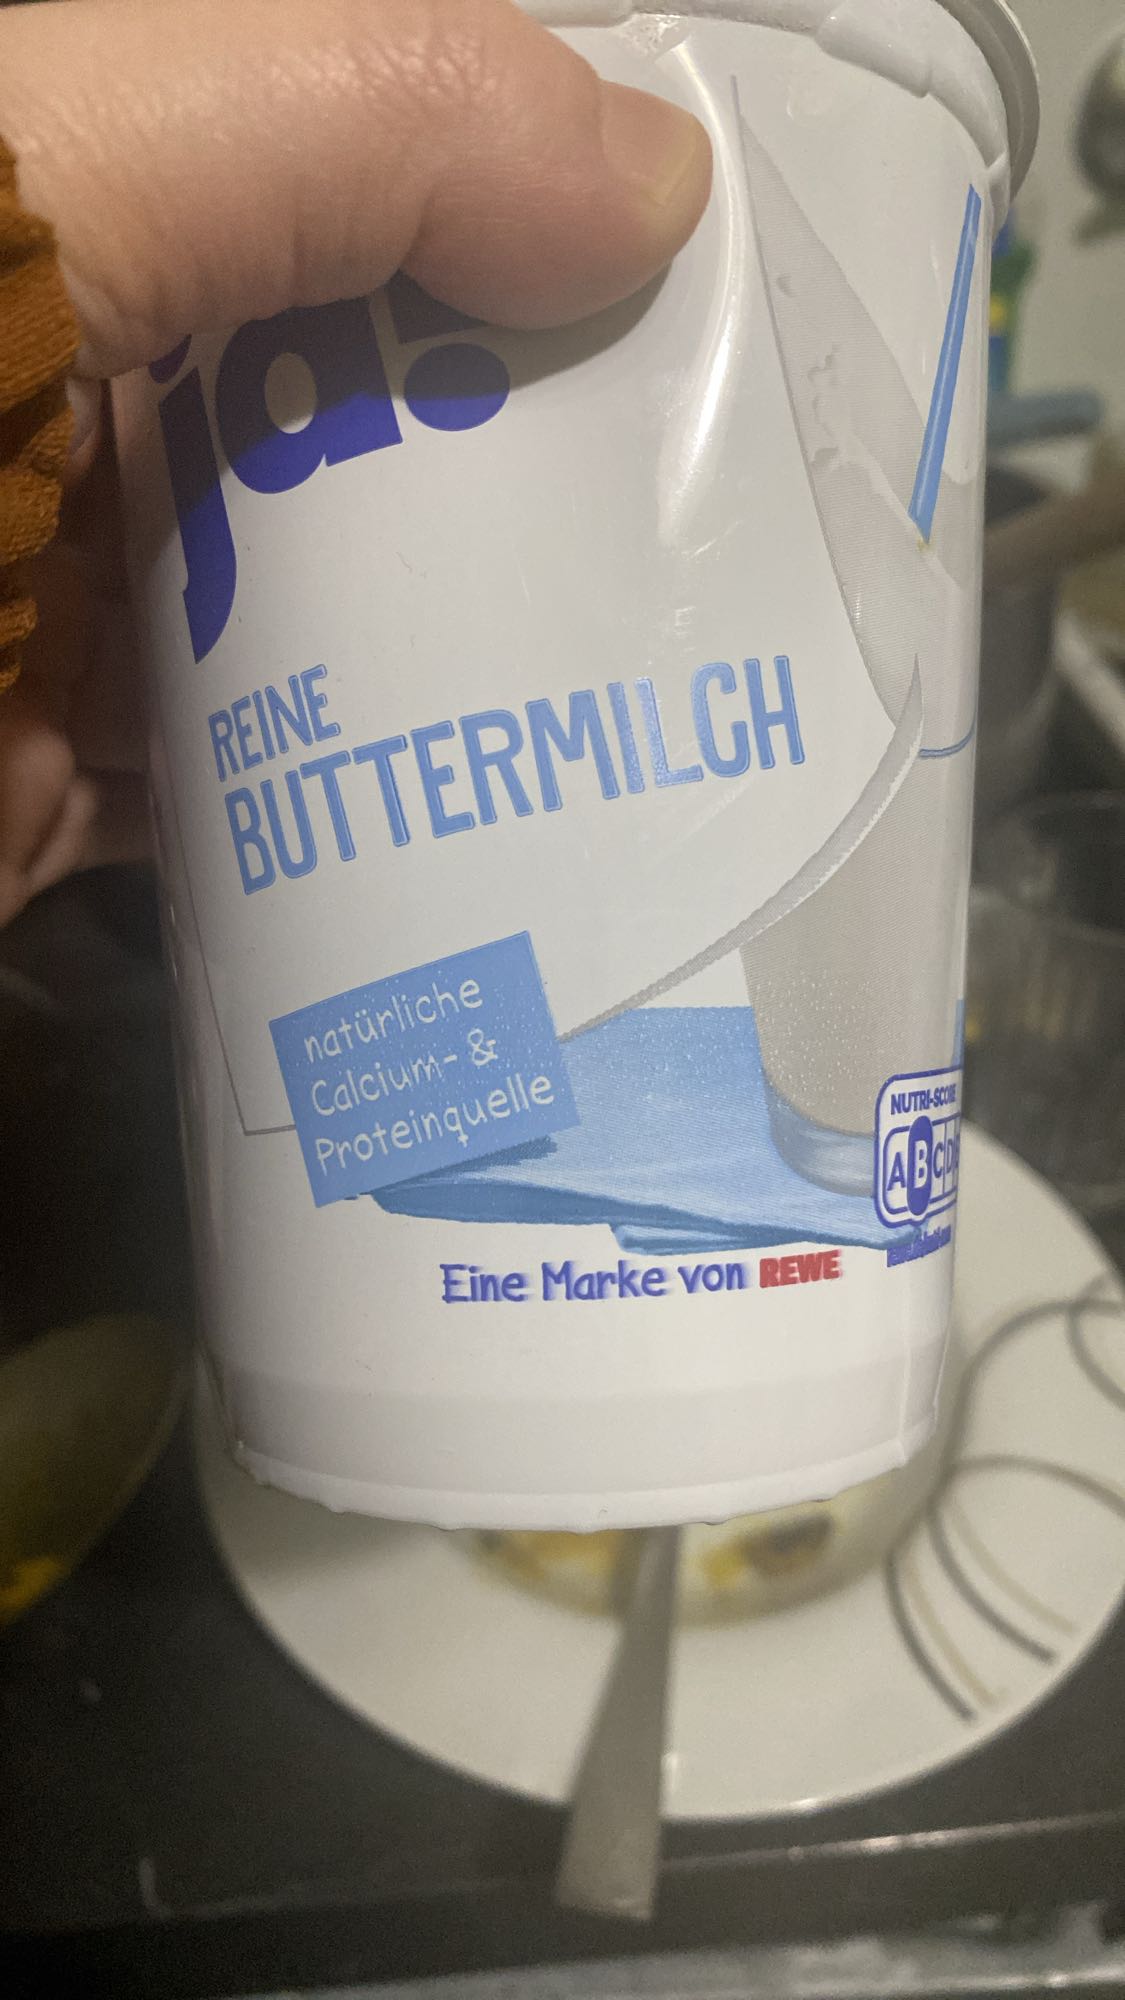 ja!
REINE
BUTTERMILCH
natürliche
Calcium- &
Proteinquelle
NUTRI-SCORE
A B C D
Eine Marke von REWE